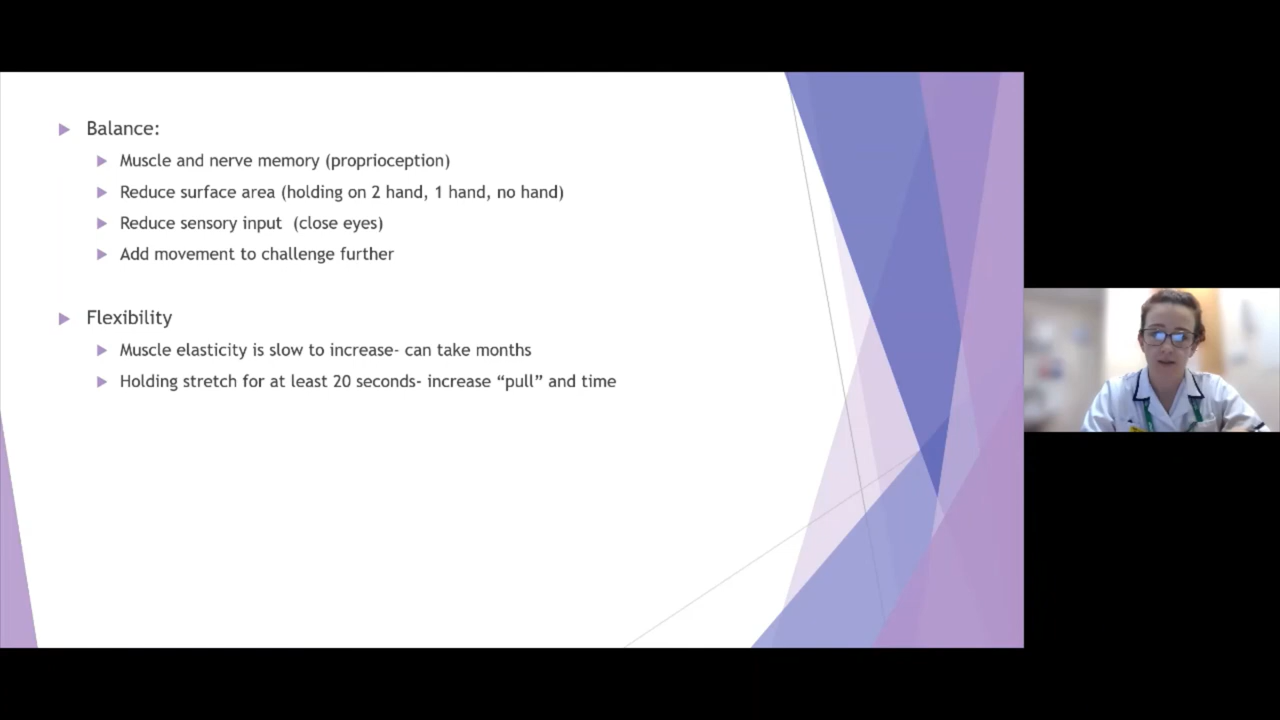 Balance:
Muscle and nerve memory (proprioception)
Reduce surface area (holding on 2 hand, 1 hand, no hand)
Reduce sensory input (close eyes)
Add movement to challenge further
Flexibility
Muscle elasticity is slow to increase- can take months
Holding stretch for at least 20 seconds- increase “pull” and time